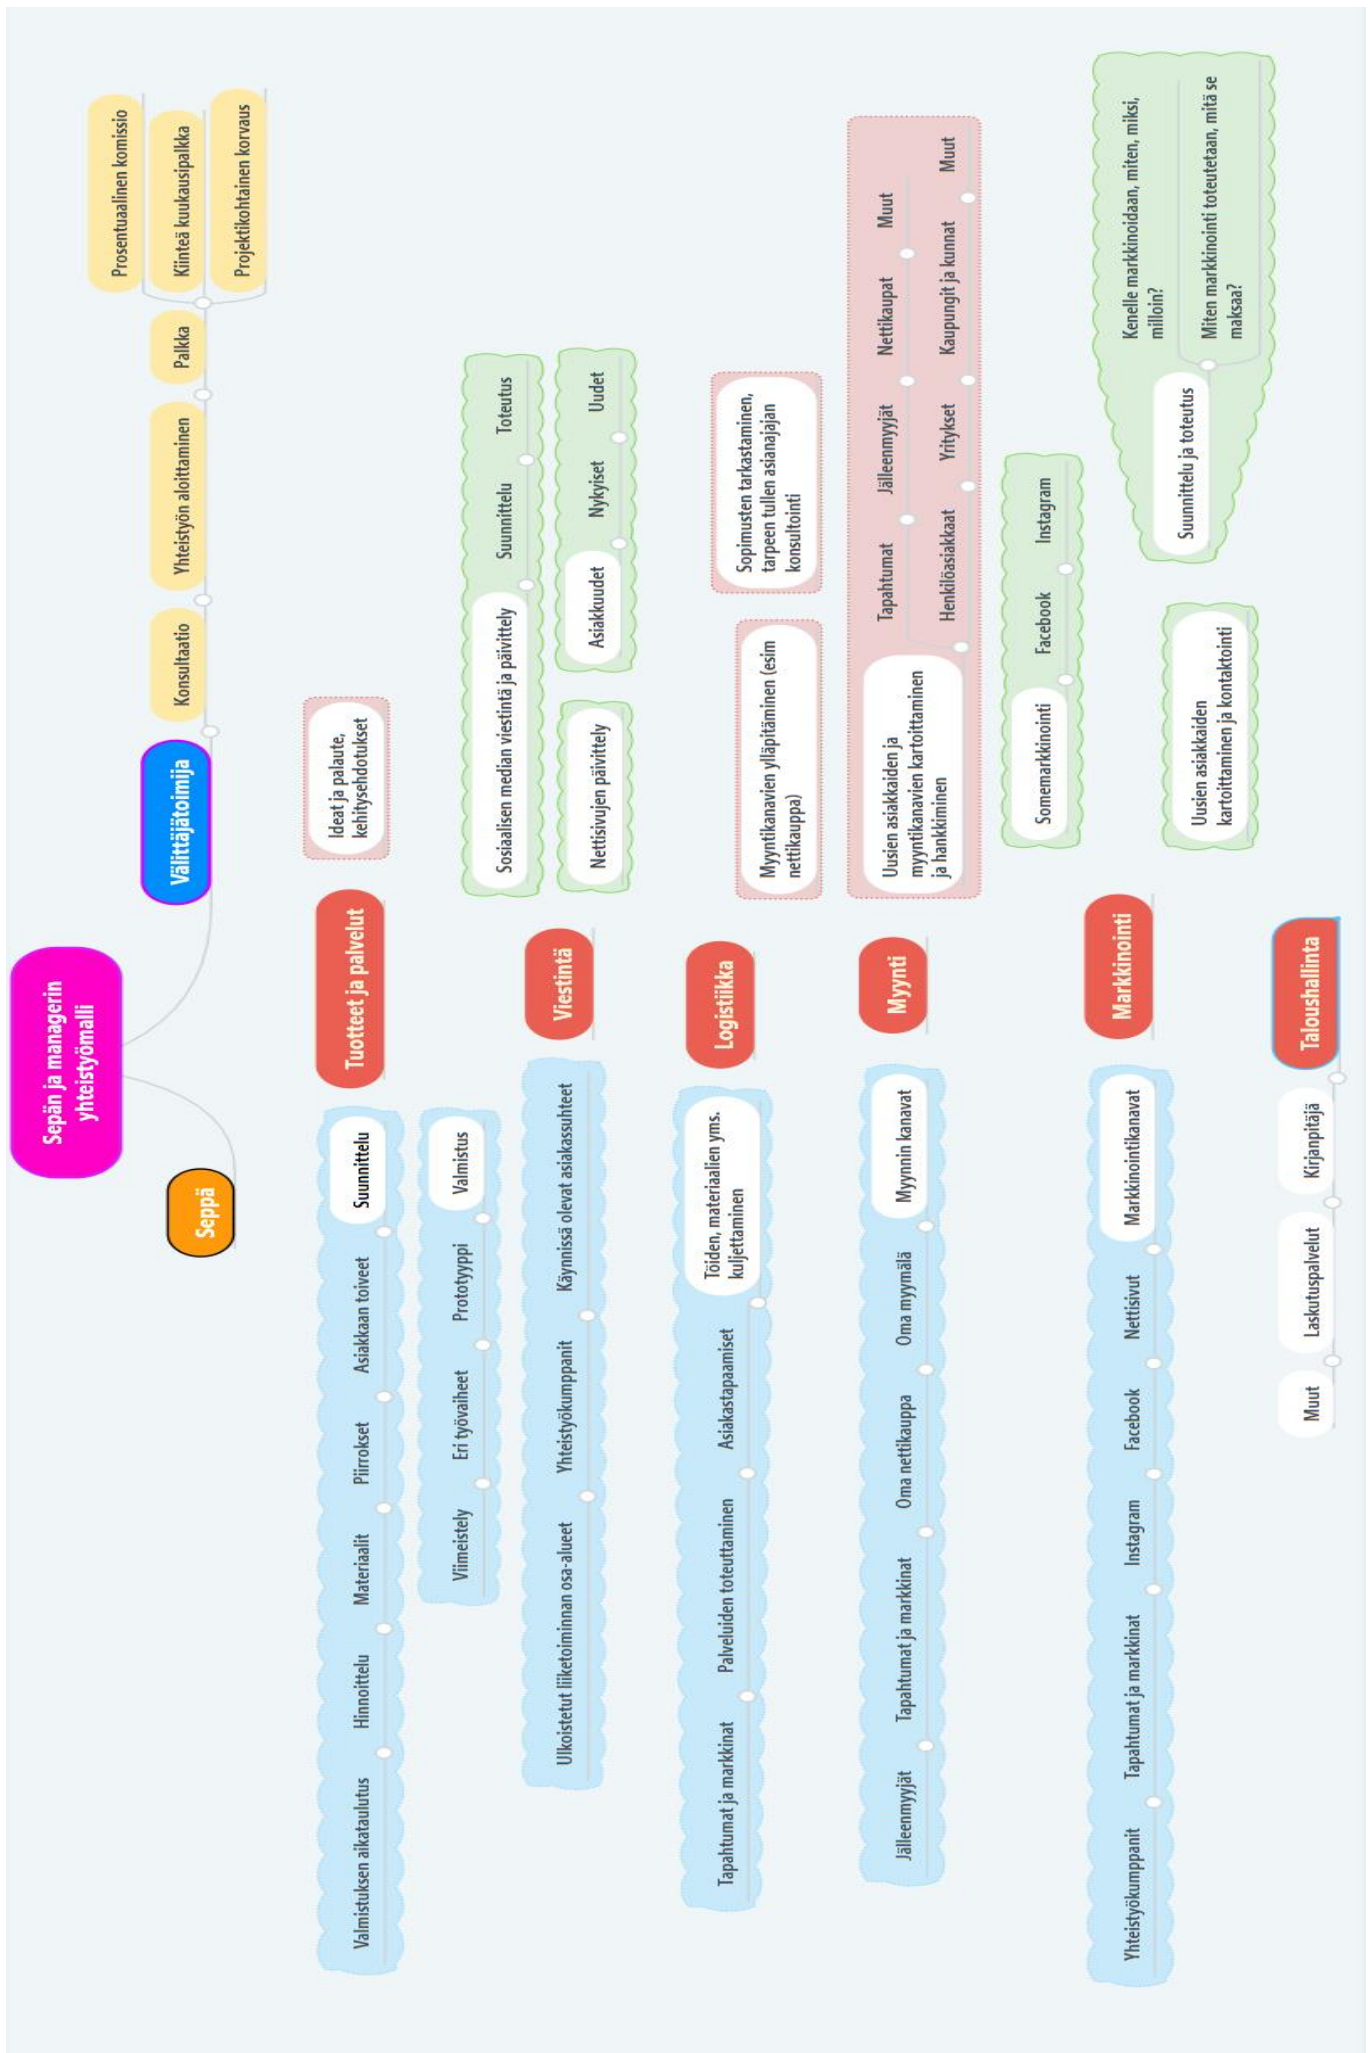 Sepän ja managerin
yhteistyömalli
Seppä
Välittäjätoimija
Konsultaatio
Yhteistyön aloittaminen
Palkka
Prosentuaalinen komissio
Kiinteä kuukausipalkka
Projektikohtainen korvaus
Valmistuksen aikataulutus
Hinnoittelu
Materiaalit
Piirrokset
Asiakkaan toiveet
Suunnittelu
Tuotteet ja palvelut
Ideat ja palaute,
kehitysehdotukset
Viimeistely
Eri työvaiheet
Prototyyppi
Valmistus
Ulkoistetut liiketoiminnan osa-alueet
Yhteistyökumppanit
Käynnissä olevat asiakassuhteet
Viestintä
Sosiaalisen median viestintä ja päivittely
Suunnittelu
Toteutus
Nettisivujen päivittely
Asiakkuudet
Nykyiset
Uudet
Tapahtumat ja markkinat
Palveluiden toteuttaminen
Asiakastapaamiset
Töiden, materiaalien yms.
kuljettaminen
Logistiikka
Myyntikanavien ylläpitäminen (esim
nettikauppa)
Sopimusten tarkastaminen,
tarpeen tullen asianajajan
konsultointi
Jälleenmyyjät
Tapahtumat ja markkinat
Oma nettikauppa
Oma myymälä
Myynnin kanavat
Myynti
Uusien asiakkaiden ja
myyntikanavien kartoittaminen
ja hankkiminen
Tapahtumat
Jälleenmyyjät
Nettikaupat
Muut
Henkilöasiakkaat
Yritykset
Kaupungit ja kunnat
Muut
Yhteistyökumppanit
Tapahtumat ja markkinat
Instagram
Facebook
Nettisivut
Markkinointikanavat
Markkinointi
Somemarkkinointi
Facebook
Instagram
Uusien asiakkaiden
kartoittaminen ja kontaktointi
Suunnittelu ja toteutus
Kenelle markkinoidaan, miten, miksi,
milloin?
Miten markkinointi toteutetaan, mitä se
maksaa?
Muut
Laskutuspalvelut
Kirjanpitäjä
Taloushallinta